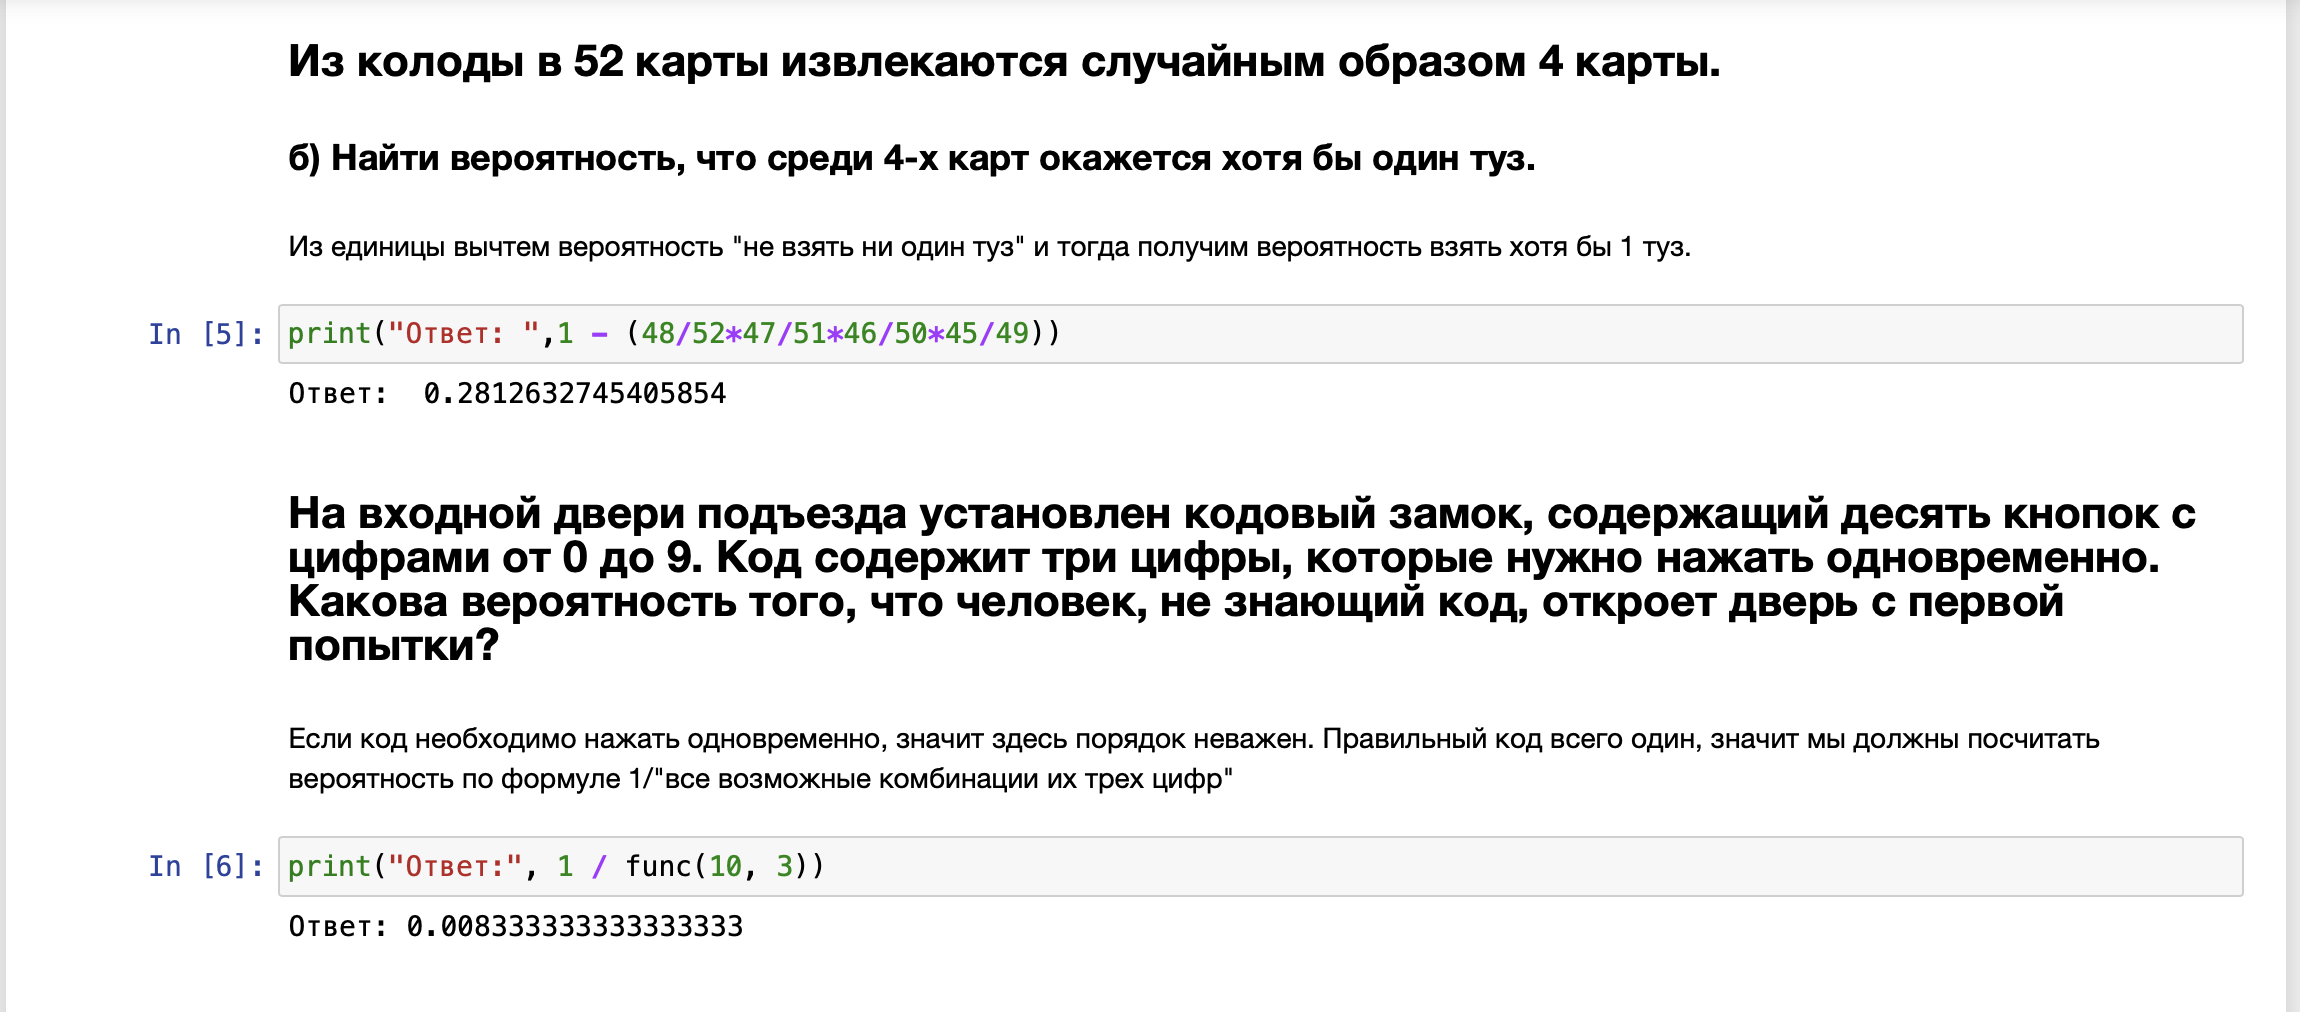 Из колоды в 52 карты извлекаются случайным образом 4 карты.
б) Найти вероятность, что среди 4-х карт окажется хотя бы один туз.
Из единицы вычтем вероятность "не взять ни один туз" и тогда получим вероятность взять хотя бы 1 туз.
In [5]: print("Ответ: ",1 - (48/52*47/51*46/50*45/49))
Ответ:  0.2812632745405854
На входной двери подъезда установлен кодовый замок, содержащий десять кнопок с
цифрами от 0 до 9. Код содержит три цифры, которые нужно нажать одновременно.
Какова вероятность того, что человек, не знающий код, откроет дверь с первой
попытки?
Если код необходимо нажать одновременно, значит здесь порядок неважен. Правильный код всего один, значит мы должны посчитать
вероятность по формуле 1/"все возможные комбинации их трех цифр"
In [6]: print("Ответ:", 1 / func(10, 3))
Ответ: 0.008333333333333333